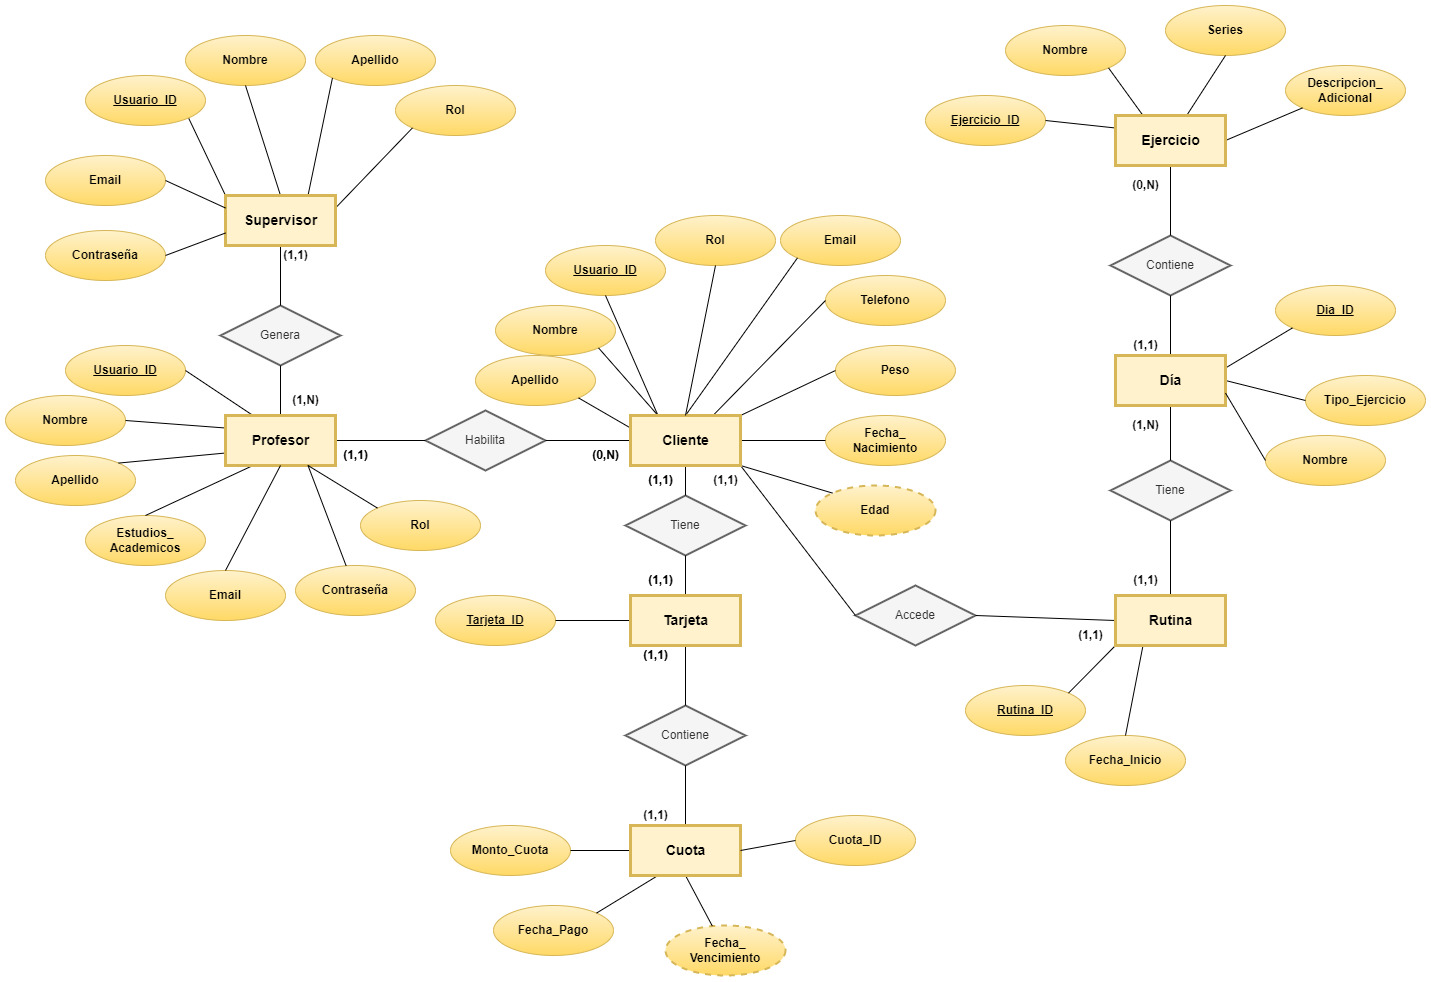 Nombre
Apellido
Usuario_ID
Rol
Email
Contraseña
Supervisor
(1,1)
Genera
(1,N)
Usuario_ID
Nombre
Apellido
Profesor
(1,1)
Estudios_
Academicos
Email
Contraseña
Rol
Habilita
(0,N)
Rol
Email
Usuario_ID
Telefono
Nombre
Apellido
Peso
Cliente
Fecha_
Nacimiento
(1,1)
(1,1)
Edad
Tiene
(1,1)
Tarjeta_ID
Tarjeta
(1,1)
Contiene
(1,1)
Cuota
Monto_Cuota
Cuota_ID
Fecha_Pago
Fecha_
Vencimiento
Accede
(1,1)
Series
Nombre
Descripcion_
Adicional
Ejercicio_ID
Ejercicio
(0,N)
Contiene
(1,1)
Dia_ID
Día
Tipo_Ejercicio
(1,N)
Nombre
Tiene
(1,1)
Rutina
Rutina_ID
Fecha_Inicio